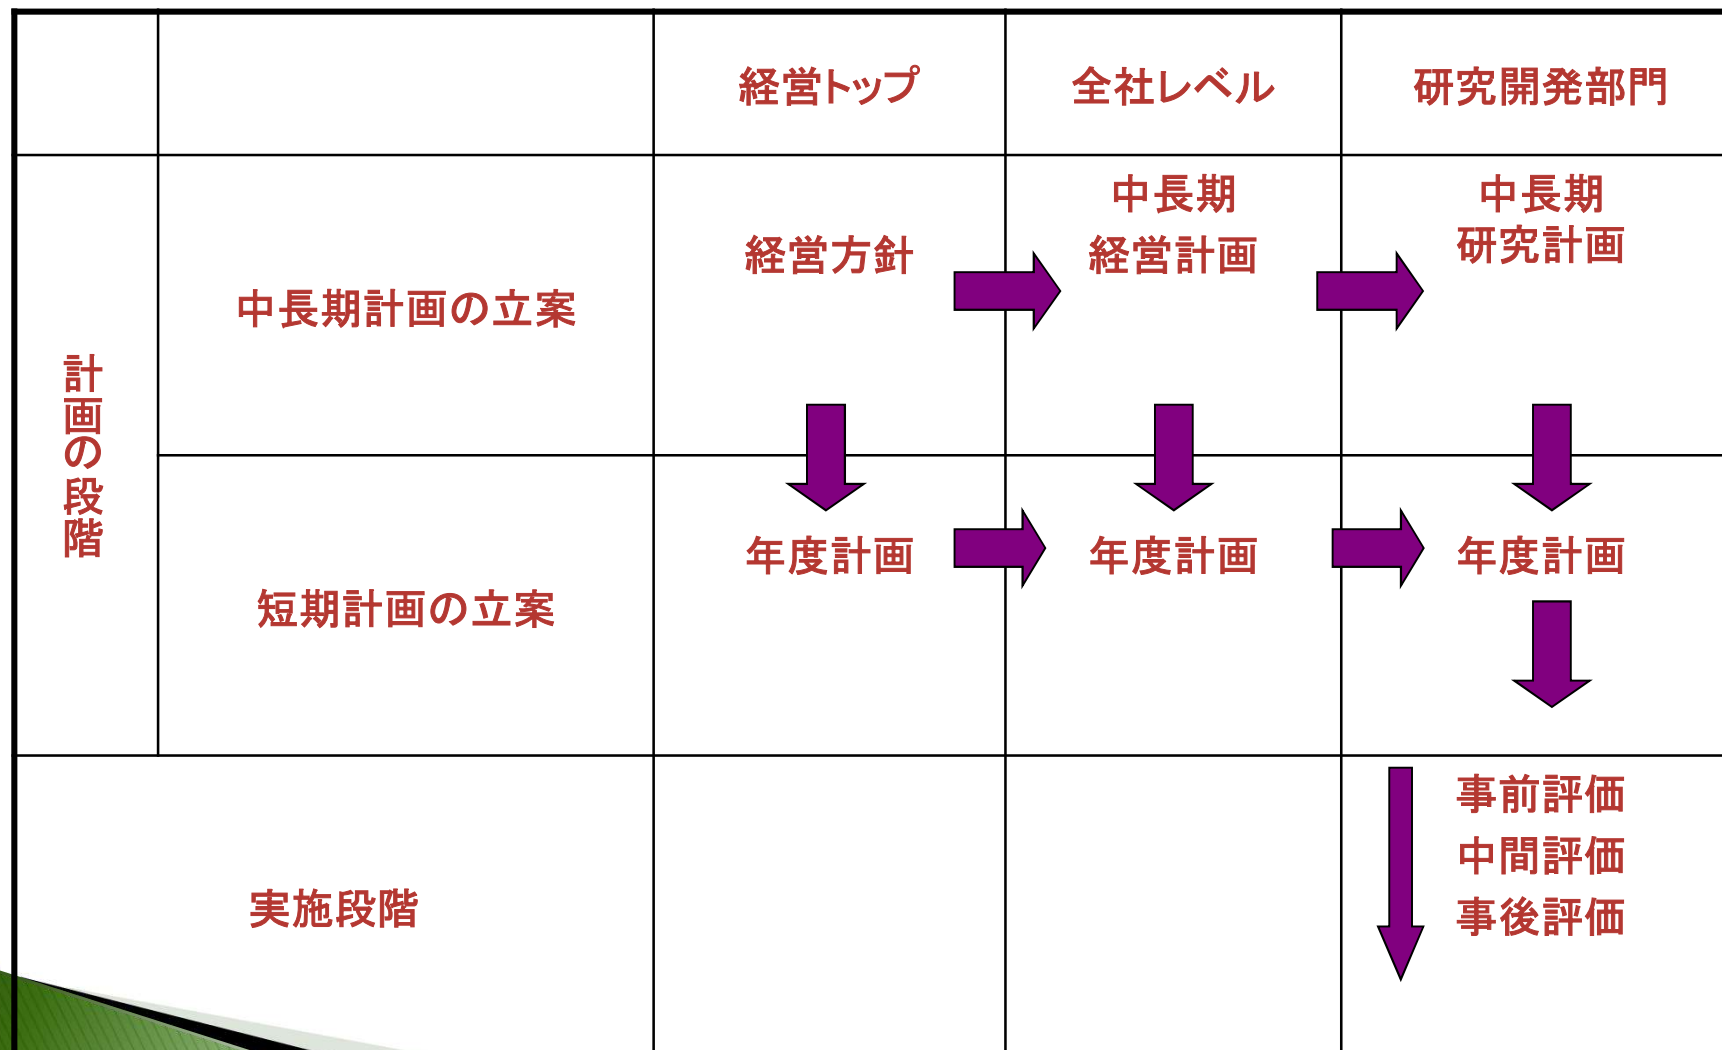 経営トップ
全社レベル
研究開発部門
計画の段階
中長期計画の立案
経営方針
中長期
経営計画
中長期
研究計画
短期計画の立案
年度計画
年度計画
年度計画
実施段階
事前評価
中間評価
事後評価